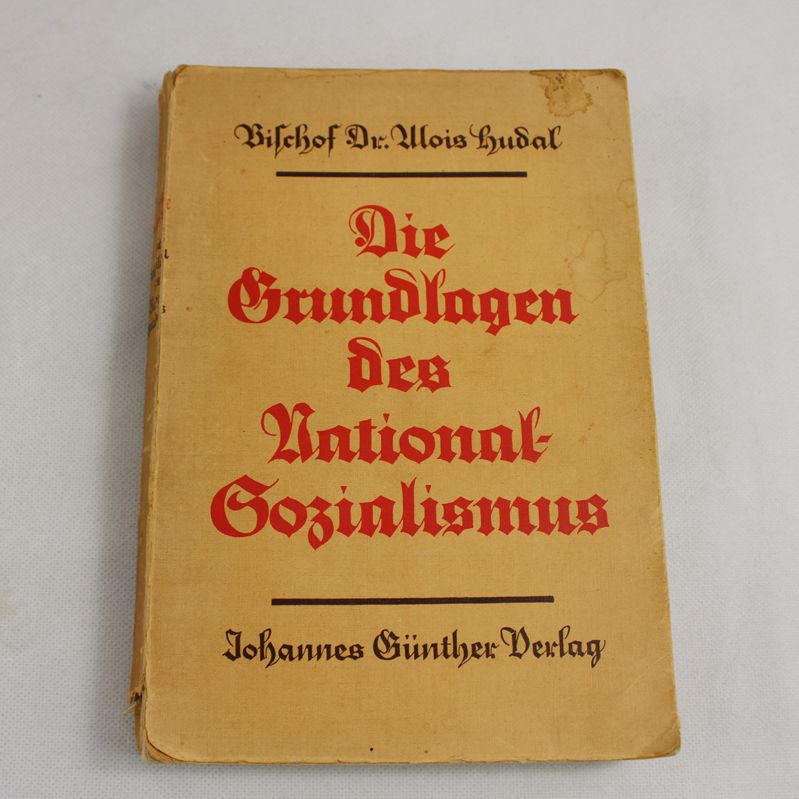 Bischof Dr. Alois Hudal
Die
Grundlagen
des
National-
Sozialismus
Johannes Günther Verlag